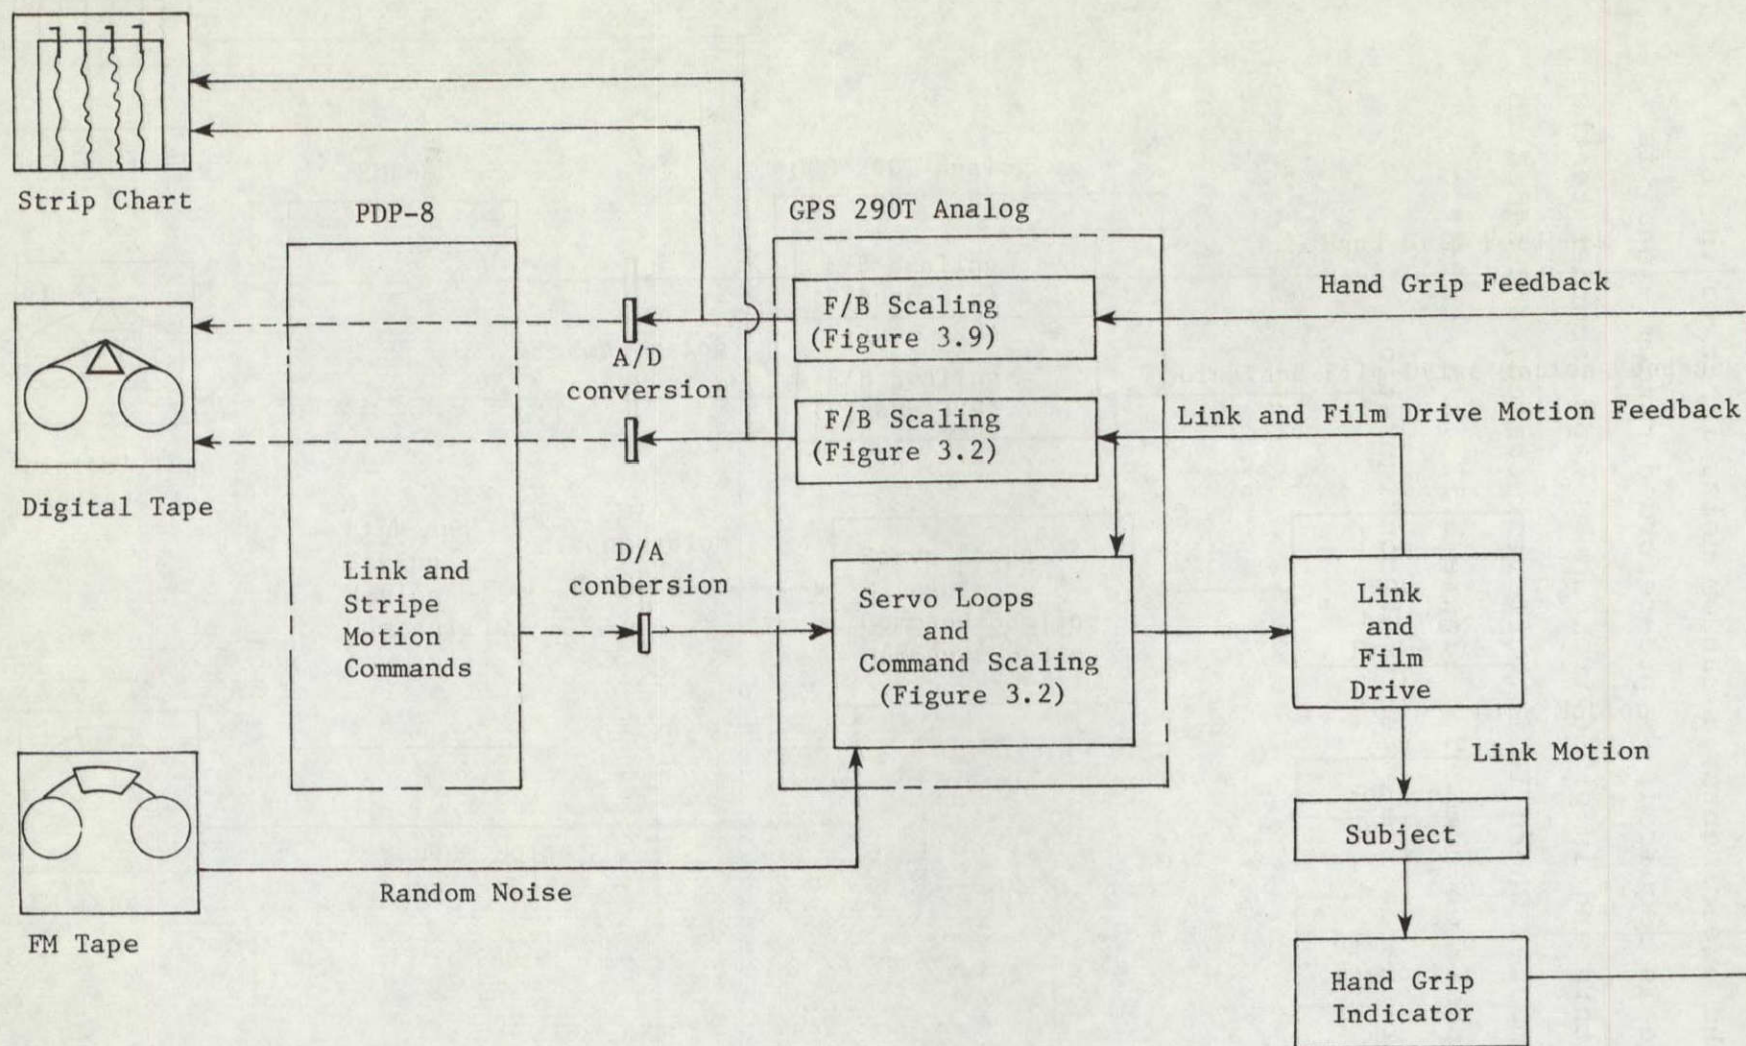 Strip Chart
PDP-8
GPS 290T Analog
Hand Grip Feedback
F/B Scaling
(Figure 3.9)
A/D
conversion
Link and Film Drive Motion Feedback
F/B Scaling
(Figure 3.2)
Digital Tape
D/A
conbersion
Link and
Stripe
Motion
Commands
Servo Loops
and
Command Scaling
(Figure 3.2)
Link
and
Film
Drive
Link Motion
Subject
Random Noise
FM Tape
Hand Grip
Indicator